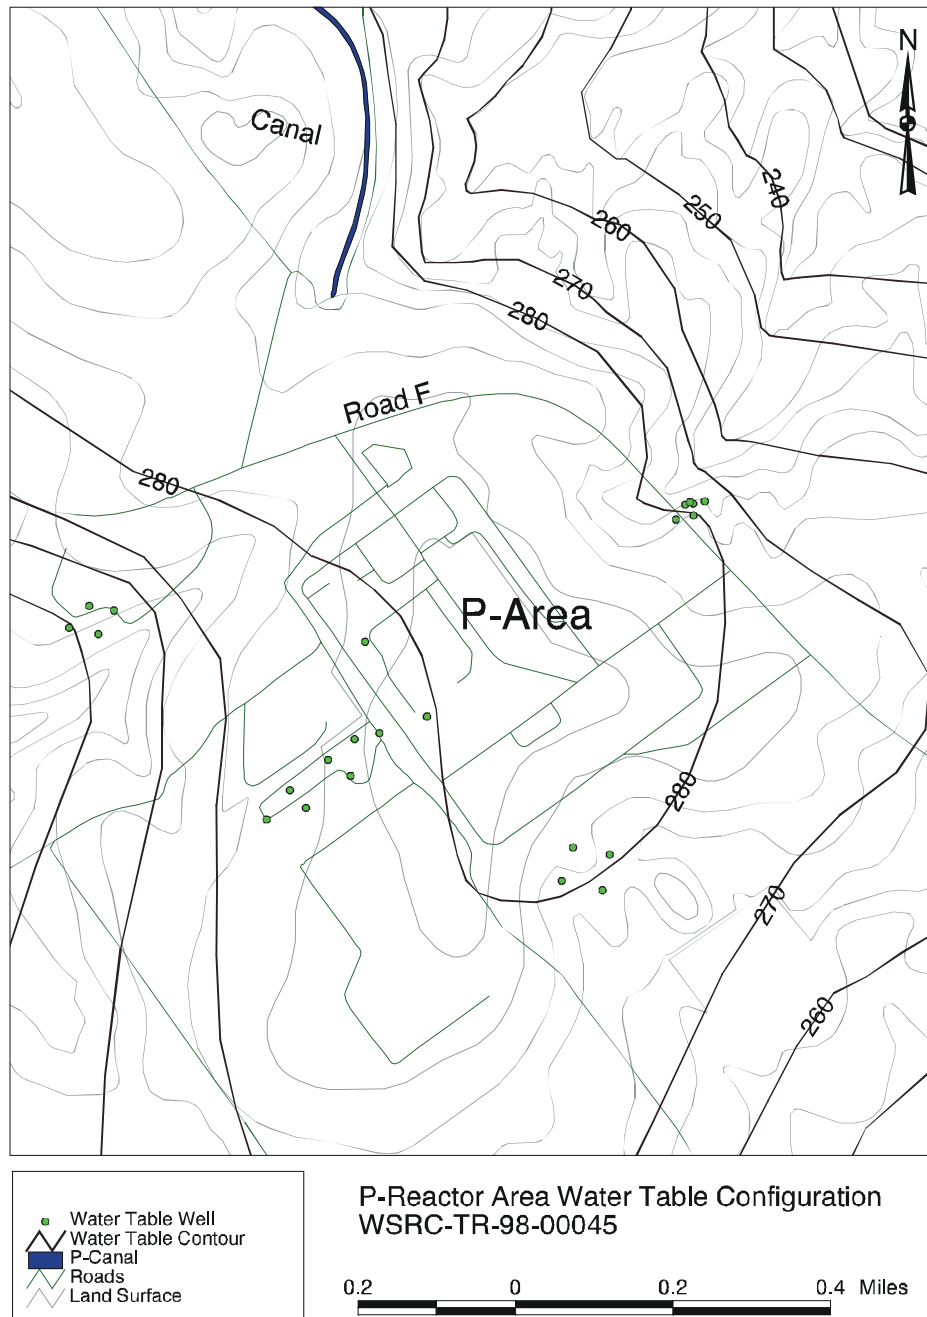 N
Canal
240
250
260
270
280
Road F
280
P-Area
280
270
260
Water Table Well
Water Table Contour
P-Canal
Roads
Land Surface
P-Reactor Area Water Table Configuration
WSRC-TR-98-00045
0.2 0 0.2 0.4 Miles